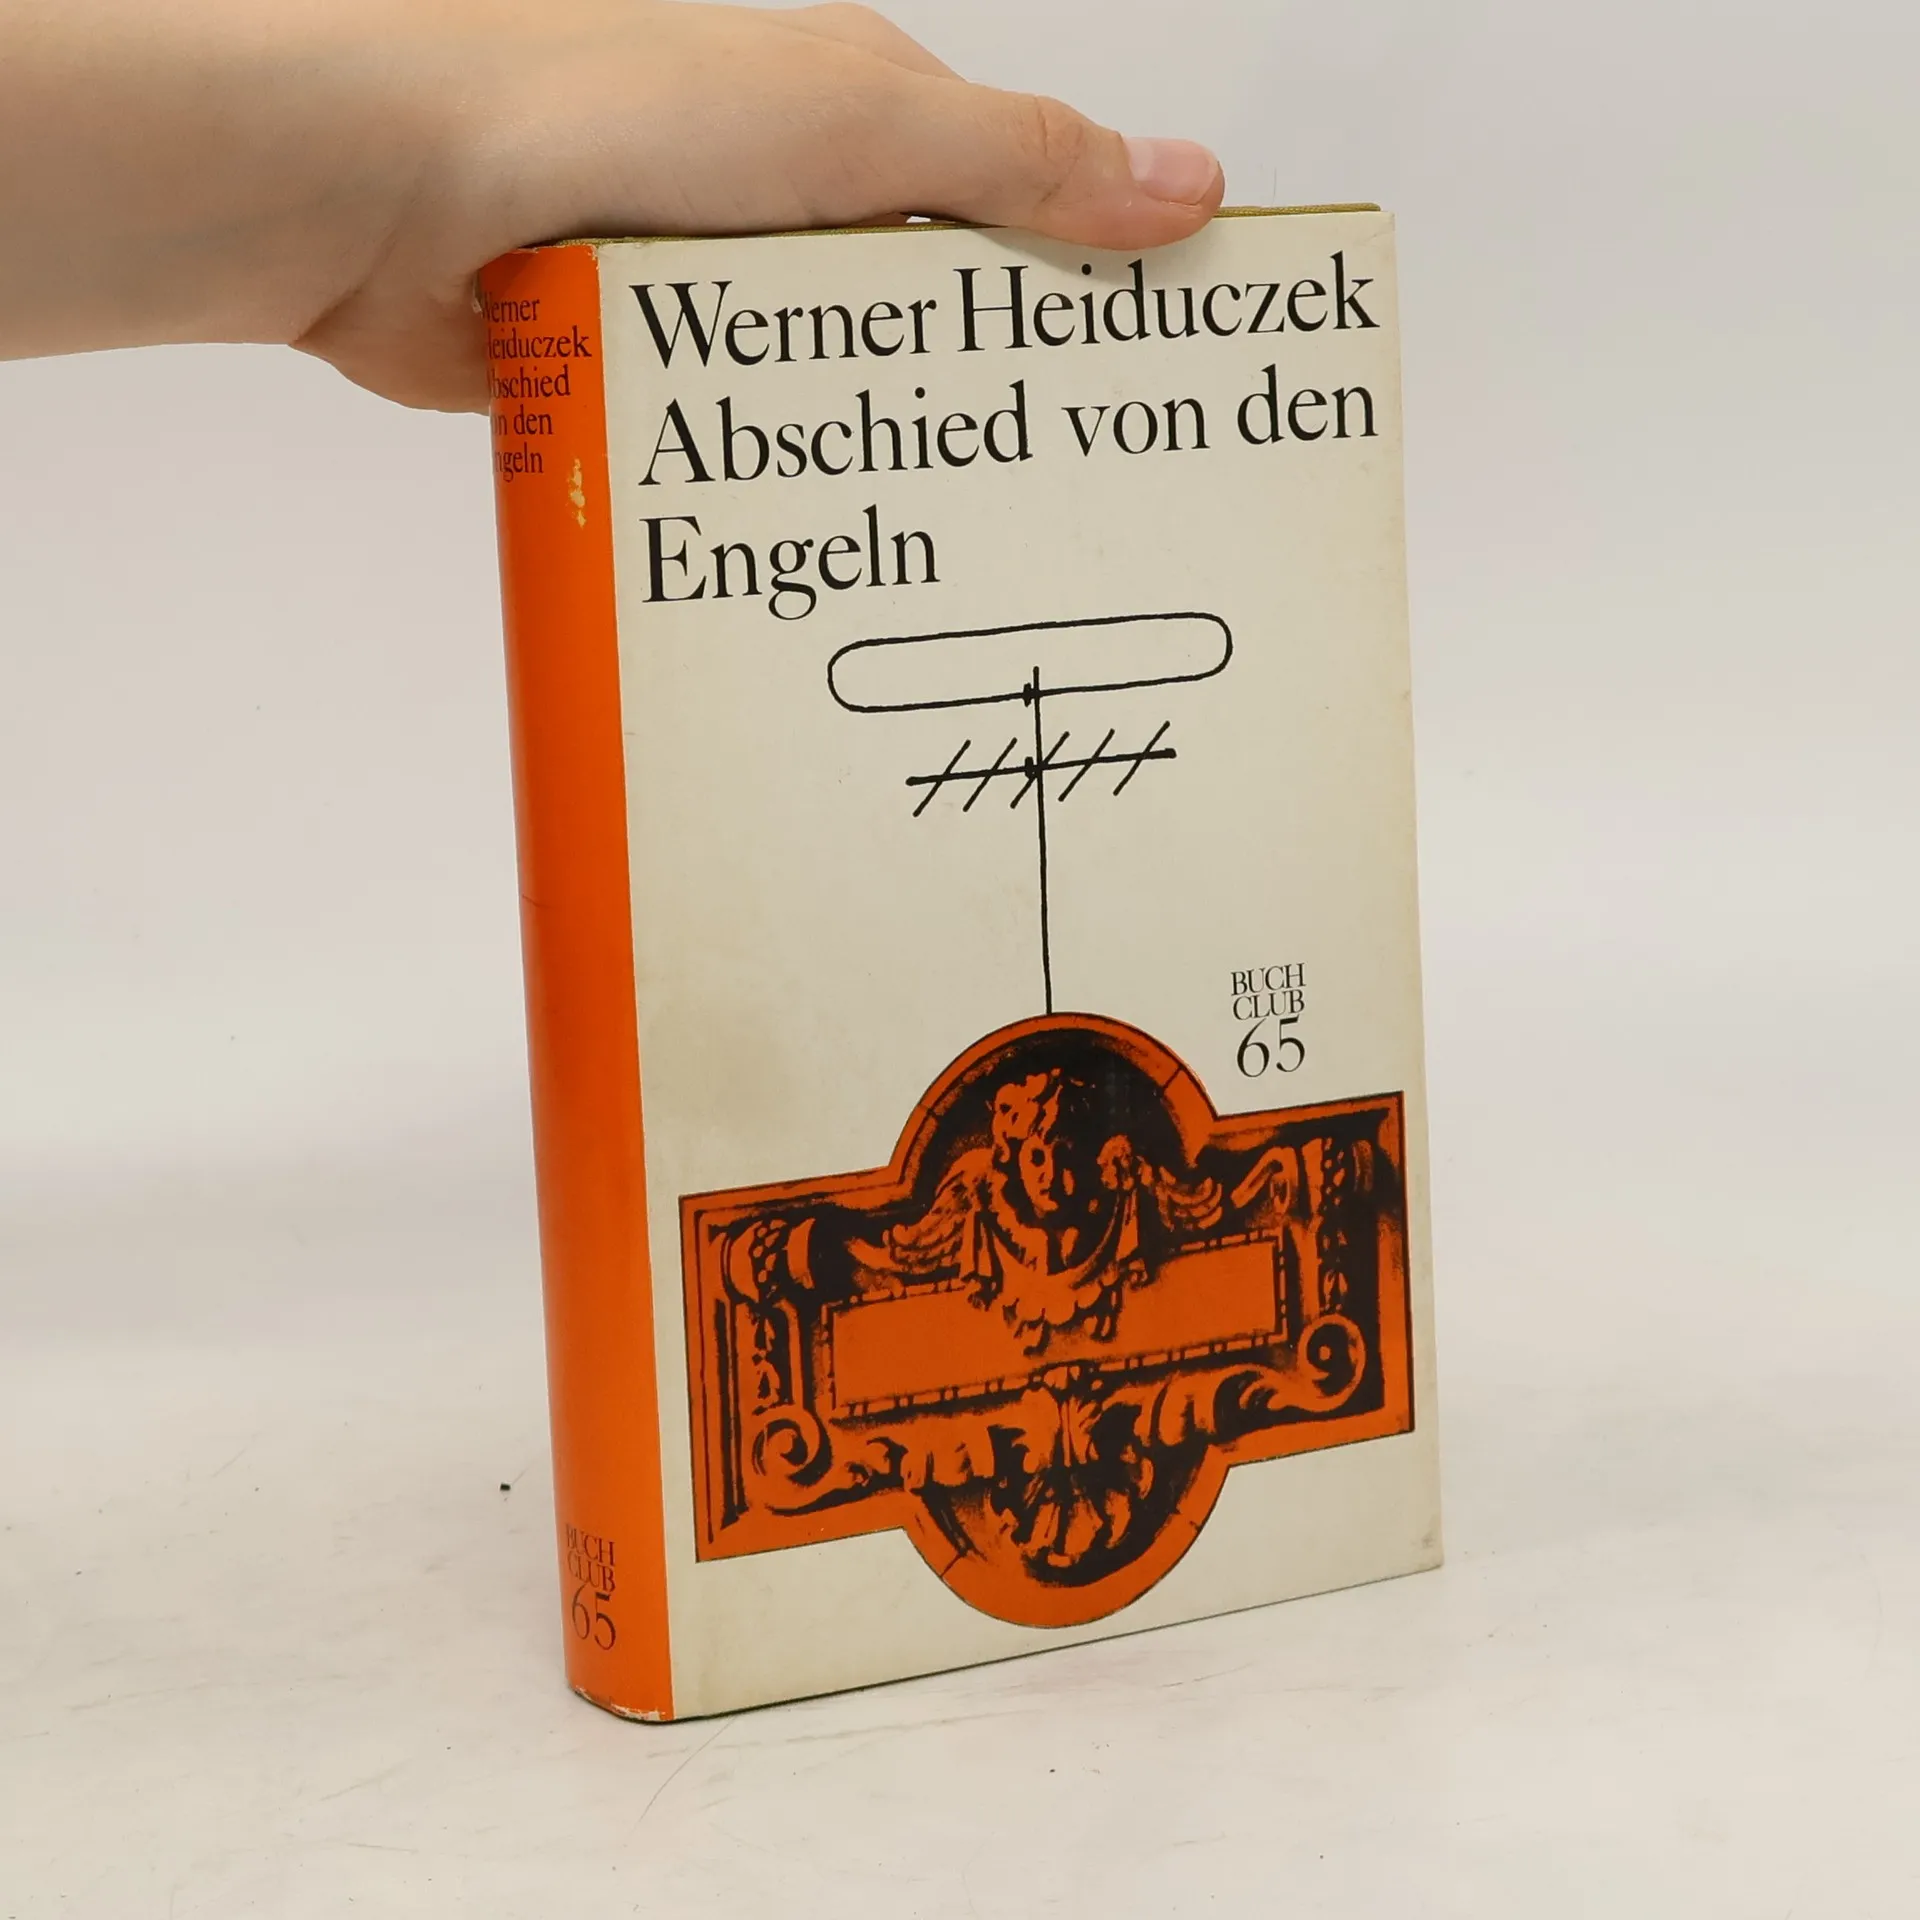 Werner Heiduczek
Abschied von den
Engeln
BUCH
CLUB
65
Werner
Heiduczek
Abschied
von den
Engeln
BUCH
CLUB
65